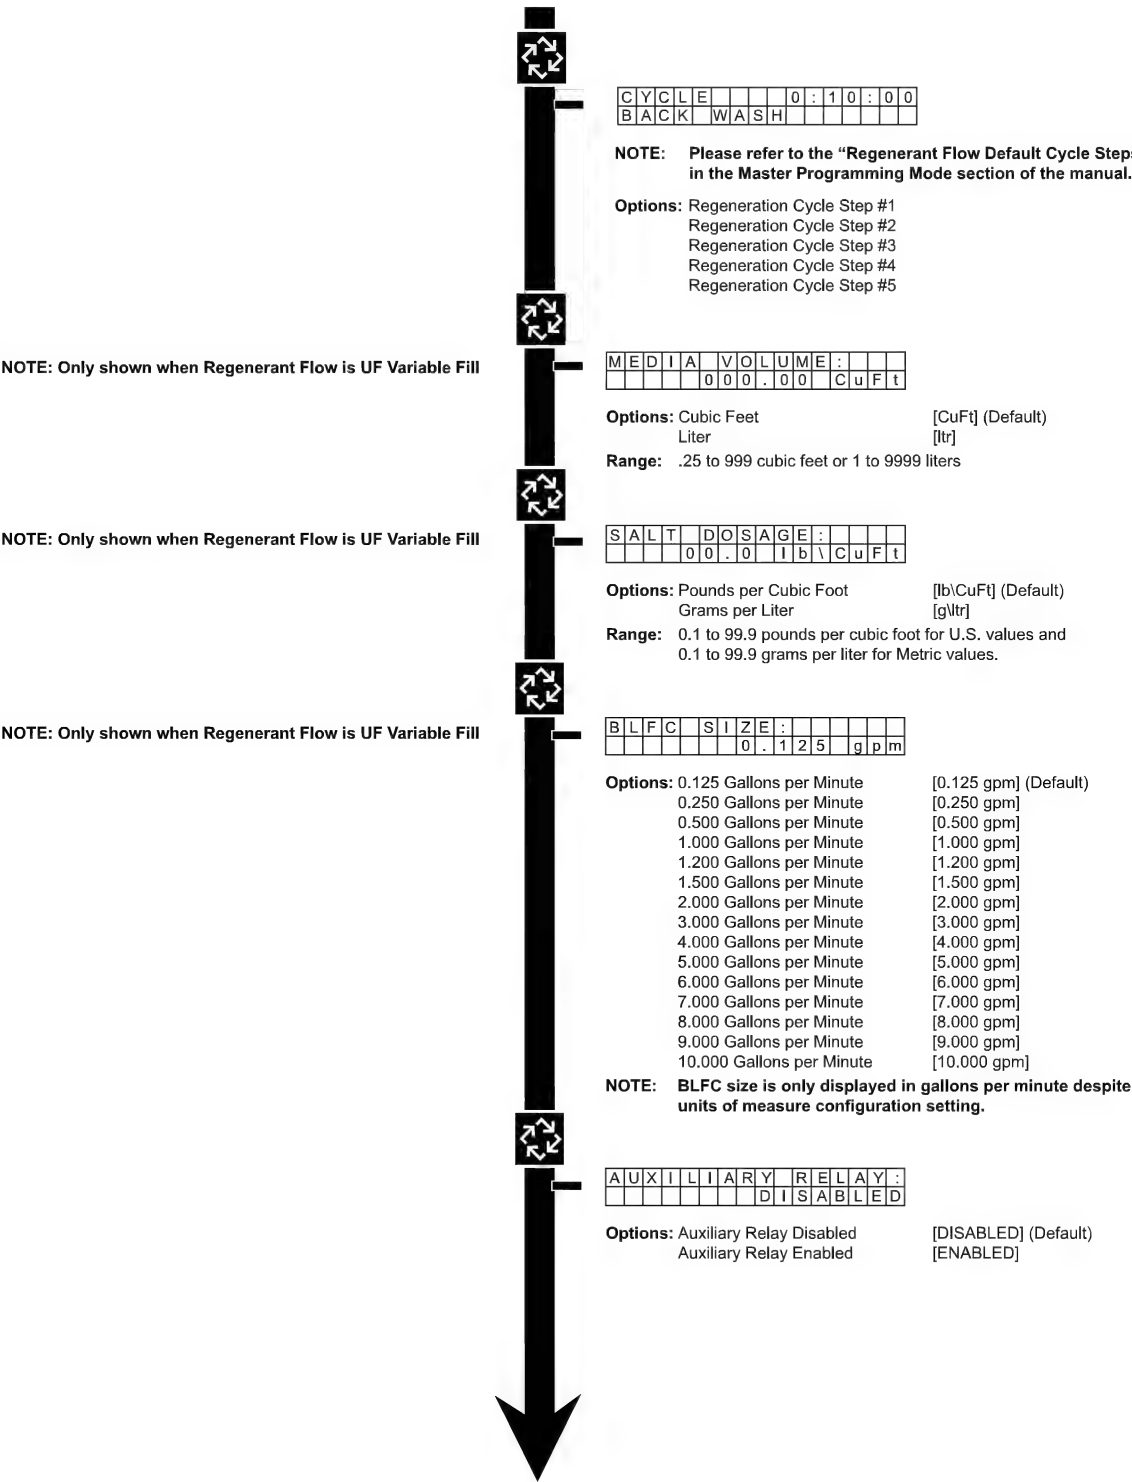 CYCLE 0:10:00
BACK WASH
NOTE: Please refer to the “Regenerant Flow Default Cycle Steps
in the Master Programming Mode section of the manual.
Options: Regeneration Cycle Step #1
Regeneration Cycle Step #2
Regeneration Cycle Step #3
Regeneration Cycle Step #4
Regeneration Cycle Step #5
NOTE: Only shown when Regenerant Flow is UF Variable Fill
MEDIA VOLUME:
000.00 CuFt
Options: Cubic Feet [CuFt] (Default)
Liter [ltr]
Range: .25 to 999 cubic feet or 1 to 9999 liters
NOTE: Only shown when Regenerant Flow is UF Variable Fill
SALT DOSAGE:
00.0 lb\CuFt
Options: Pounds per Cubic Foot [lb\CuFt] (Default)
Grams per Liter [g\ltr]
Range: 0.1 to 99.9 pounds per cubic foot for U.S. values and
0.1 to 99.9 grams per liter for Metric values.
NOTE: Only shown when Regenerant Flow is UF Variable Fill
BLFC SIZE:
0.125 gpm
Options: 0.125 Gallons per Minute [0.125 gpm] (Default)
0.250 Gallons per Minute [0.250 gpm]
0.500 Gallons per Minute [0.500 gpm]
1.000 Gallons per Minute [1.000 gpm]
1.200 Gallons per Minute [1.200 gpm]
1.500 Gallons per Minute [1.500 gpm]
2.000 Gallons per Minute [2.000 gpm]
3.000 Gallons per Minute [3.000 gpm]
4.000 Gallons per Minute [4.000 gpm]
5.000 Gallons per Minute [5.000 gpm]
6.000 Gallons per Minute [6.000 gpm]
7.000 Gallons per Minute [7.000 gpm]
8.000 Gallons per Minute [8.000 gpm]
9.000 Gallons per Minute [9.000 gpm]
10.000 Gallons per Minute [10.000 gpm]
NOTE: BLFC size is only displayed in gallons per minute despite
units of measure configuration setting.
AUXILIARY RELAY:
DISABLED
Options: Auxiliary Relay Disabled [DISABLED] (Default)
Auxiliary Relay Enabled [ENABLED]